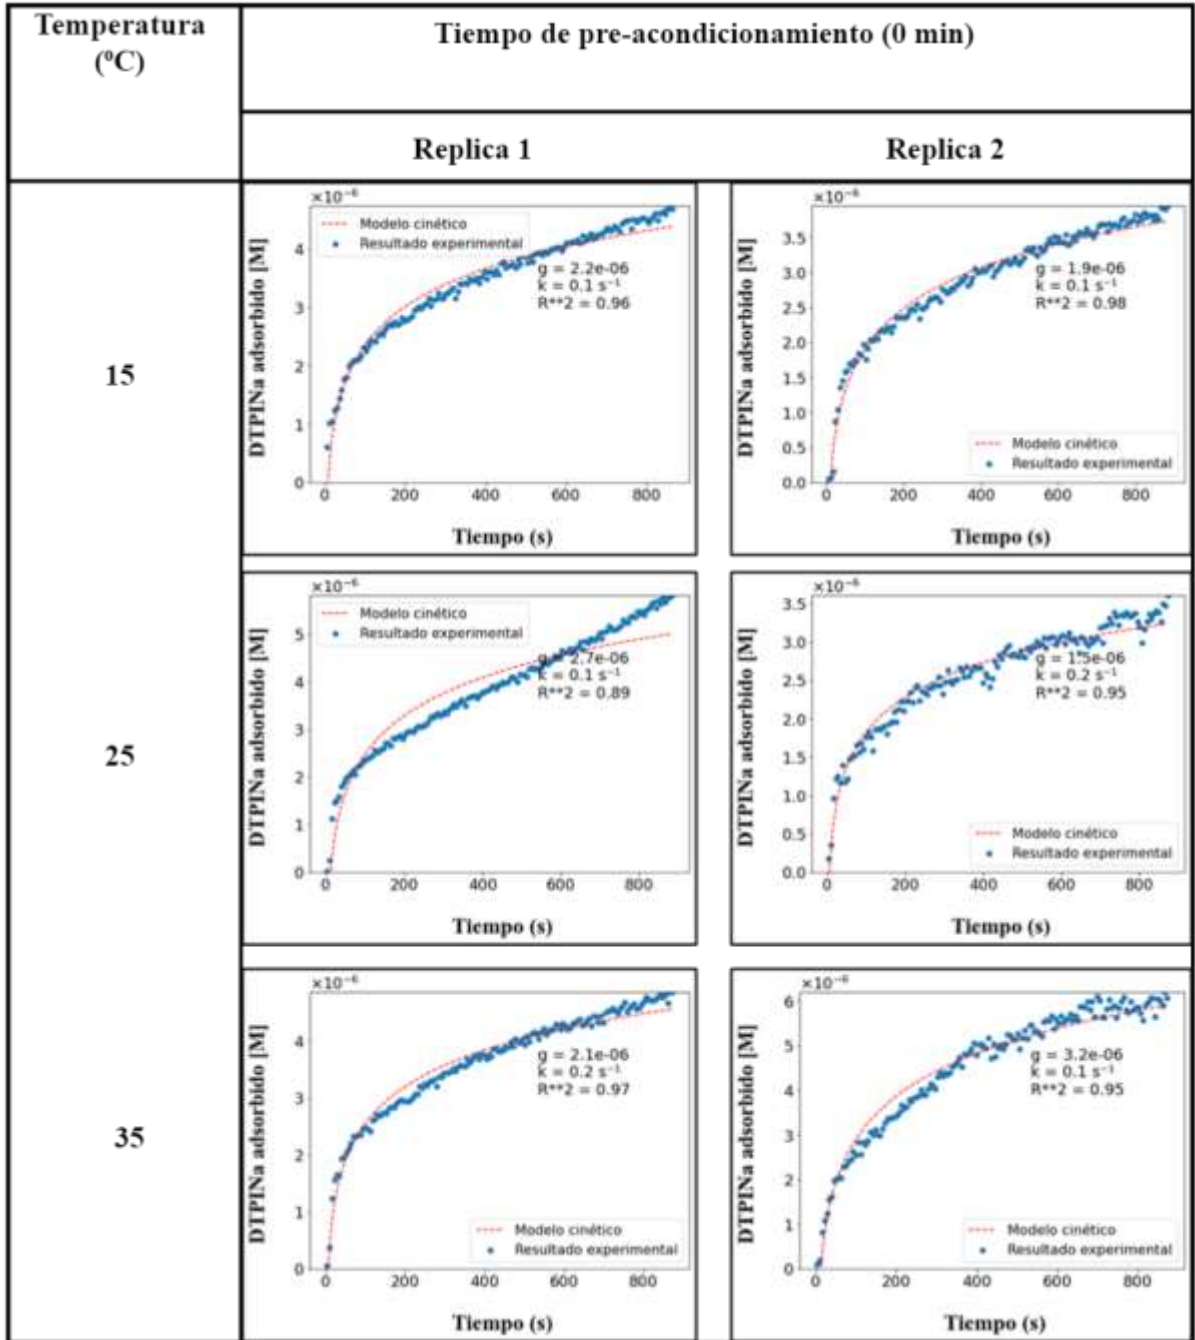 Temperatura
(ºC)
Tiempo de pre-acondicionamiento (0 min)
Replica 1
Replica 2
15
×10⁻⁶
DTPINa adsorbido [M]
4
3
2
1
0
Modelo cinético
Resultado experimental
g = 2.2e-06
k = 0.1 s⁻¹
R**2 = 0.96
0 200 400 600 800
Tiempo (s)
×10⁻⁶
DTPINa adsorbido [M]
3.5
3.0
2.5
2.0
1.5
1.0
0.5
0.0
g = 1.9e-06
k = 0.1 s⁻¹
R**2 = 0.98
Modelo cinético
Resultado experimental
0 200 400 600 800
Tiempo (s)
25
×10⁻⁶
DTPINa adsorbido [M]
5
4
3
2
1
0
Modelo cinético
Resultado experimental
g = 2.7e-06
k = 0.1 s⁻¹
R**2 = 0.89
0 200 400 600 800
Tiempo (s)
×10⁻⁶
DTPINa adsorbido [M]
3.5
3.0
2.5
2.0
1.5
1.0
0.5
0.0
g = 1.5e-06
k = 0.2 s⁻¹
R**2 = 0.95
Modelo cinético
Resultado experimental
0 200 400 600 800
Tiempo (s)
35
×10⁻⁶
DTPINa adsorbido [M]
4
3
2
1
0
g = 2.1e-06
k = 0.2 s⁻¹
R**2 = 0.97
Modelo cinético
Resultado experimental
0 200 400 600 800
Tiempo (s)
×10⁻⁶
DTPINa adsorbido [M]
6
5
4
3
2
1
0
g = 3.2e-06
k = 0.1 s⁻¹
R**2 = 0.95
Modelo cinético
Resultado experimental
0 200 400 600 800
Tiempo (s)